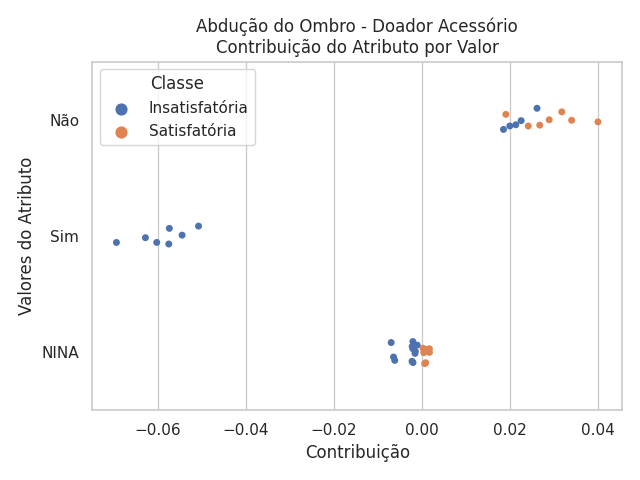 Abdução do Ombro - Doador Acessório
Contribuição do Atributo por Valor
Classe
Insatisfatória
Satisfatória
Valores do Atributo
Não
Sim
NINA
−0.06
−0.04
−0.02
0.00
0.02
0.04
Contribuição